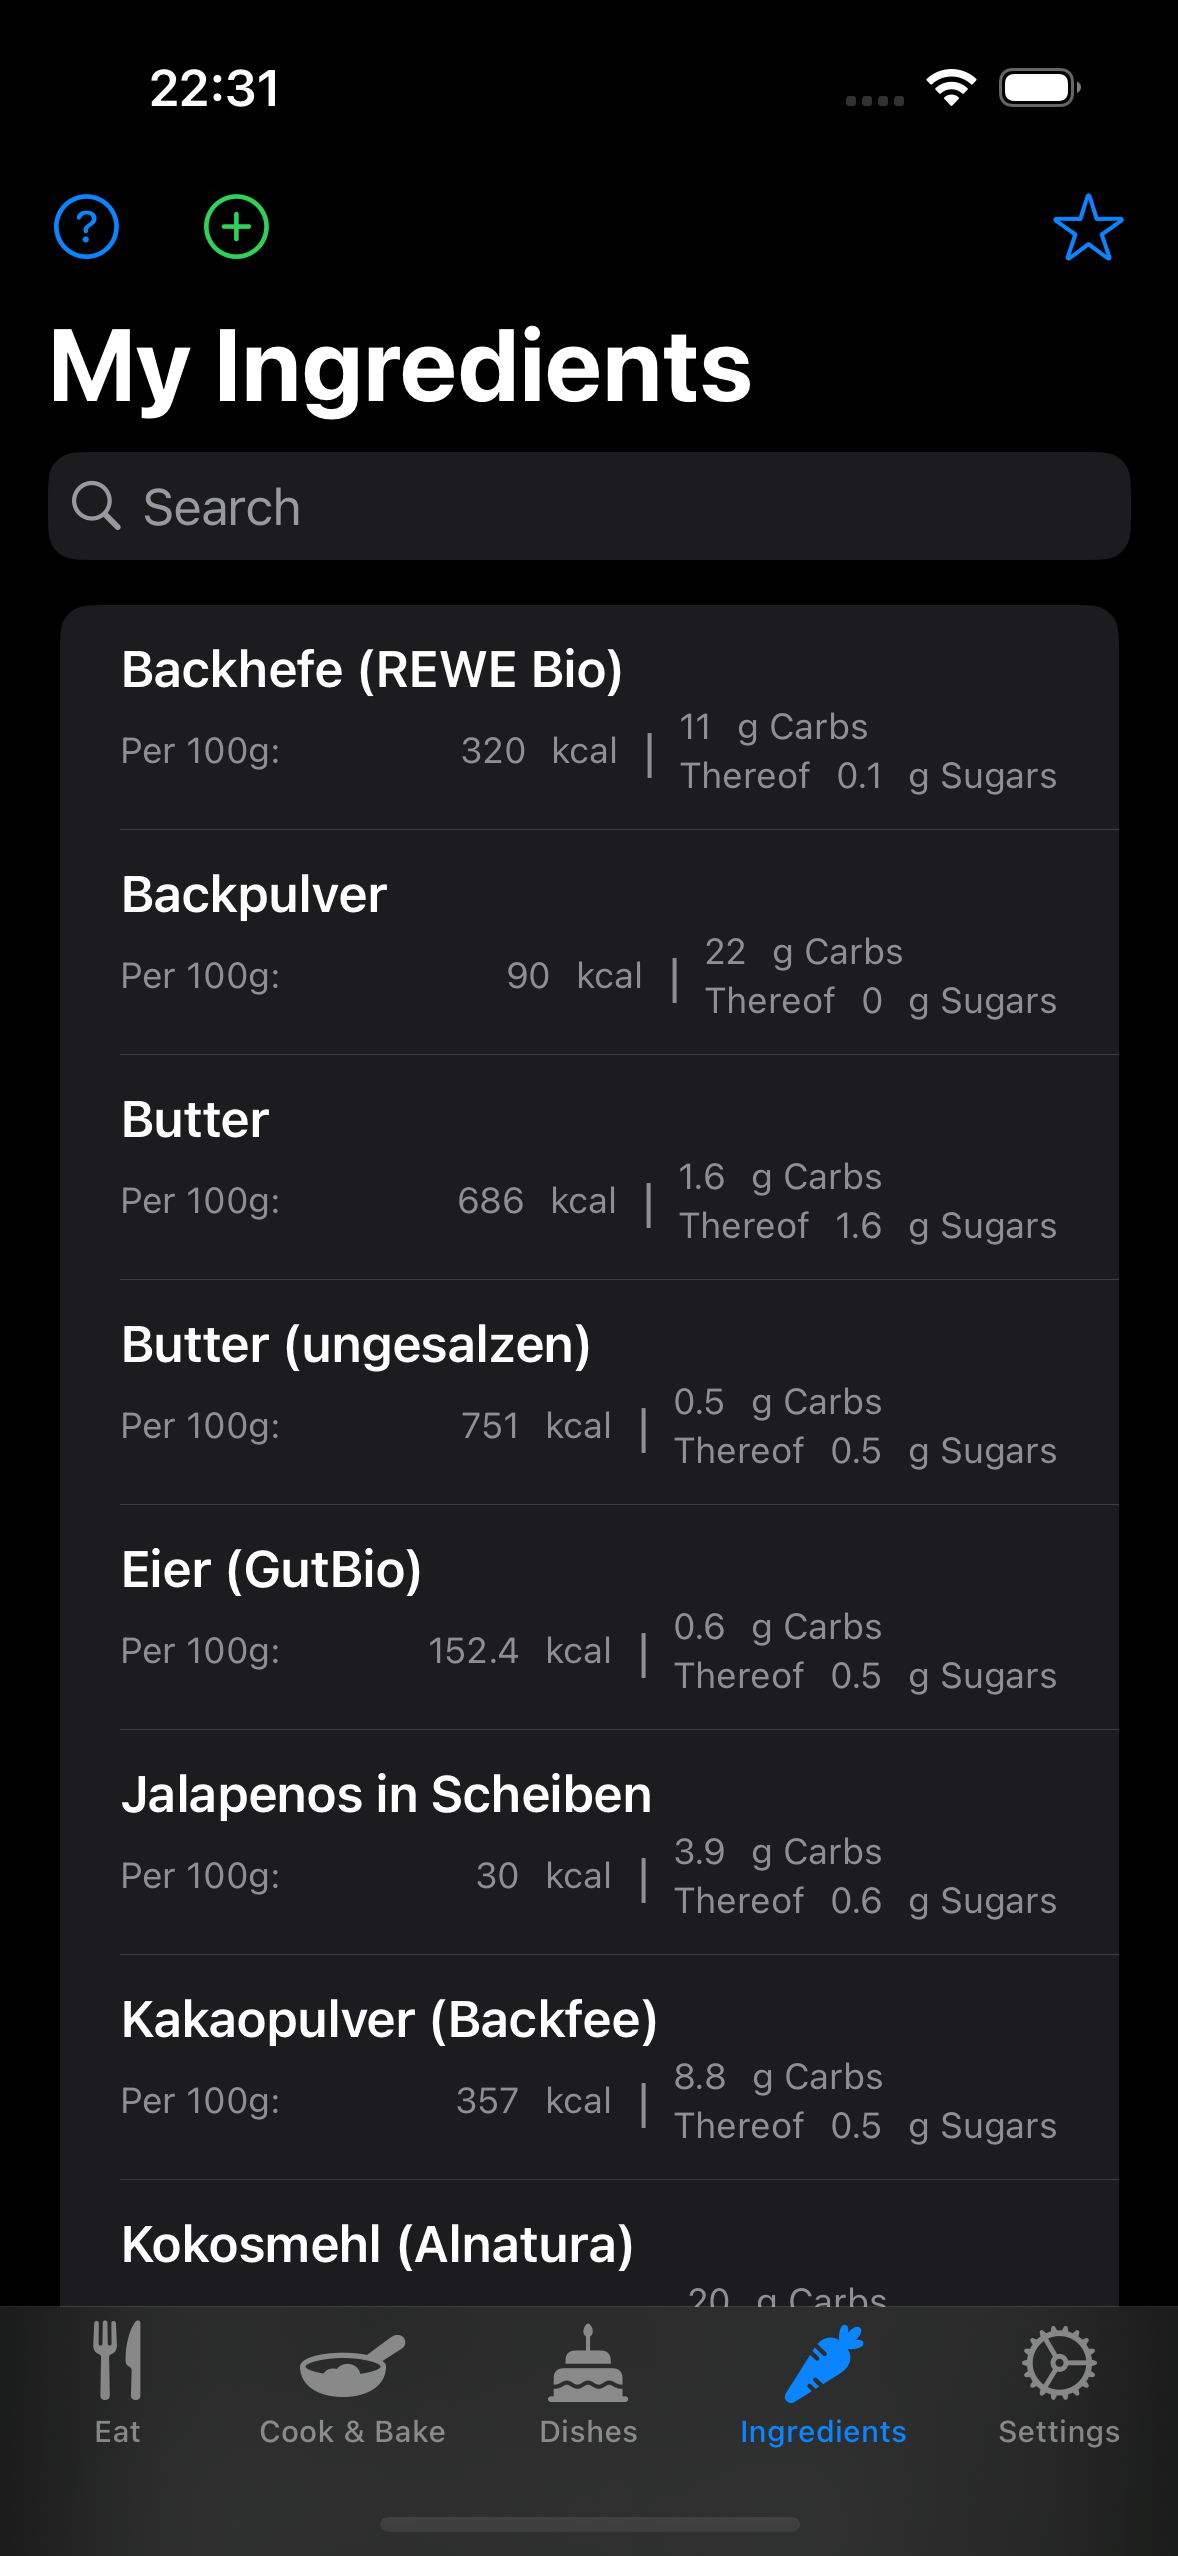 22:31
My Ingredients
Search
Backhefe (REWE Bio)
Per 100g: 320 kcal | 11 g Carbs
Thereof 0.1 g Sugars
Backpulver
Per 100g: 90 kcal | 22 g Carbs
Thereof 0 g Sugars
Butter
Per 100g: 686 kcal | 1.6 g Carbs
Thereof 1.6 g Sugars
Butter (ungesalzen)
Per 100g: 751 kcal | 0.5 g Carbs
Thereof 0.5 g Sugars
Eier (GutBio)
Per 100g: 152.4 kcal | 0.6 g Carbs
Thereof 0.5 g Sugars
Jalapenos in Scheiben
Per 100g: 30 kcal | 3.9 g Carbs
Thereof 0.6 g Sugars
Kakaopulver (Backfee)
Per 100g: 357 kcal | 8.8 g Carbs
Thereof 0.5 g Sugars
Kokosmehl (Alnatura)
20 g Carbs
Eat
Cook & Bake
Dishes
Ingredients
Settings